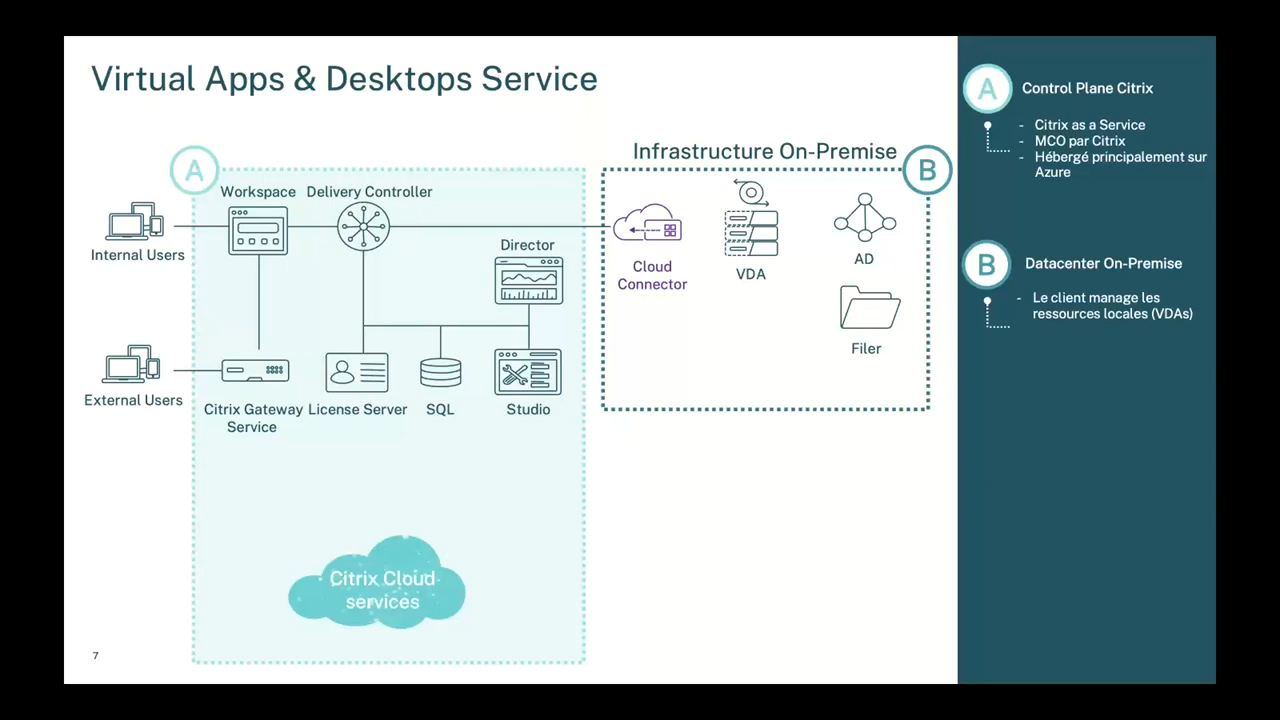 Virtual Apps & Desktops Service
A
Workspace
Delivery Controller
Internal Users
Director
External Users
Citrix Gateway
Service
License Server
SQL
Studio
Citrix Cloud
services
Infrastructure On-Premise
B
Cloud
Connector
VDA
AD
Filer
A
Control Plane Citrix
- Citrix as a Service
- MCO par Citrix
- Hébergé principalement sur
Azure
B
Datacenter On-Premise
- Le client manage les
ressources locales (VDAs)
7